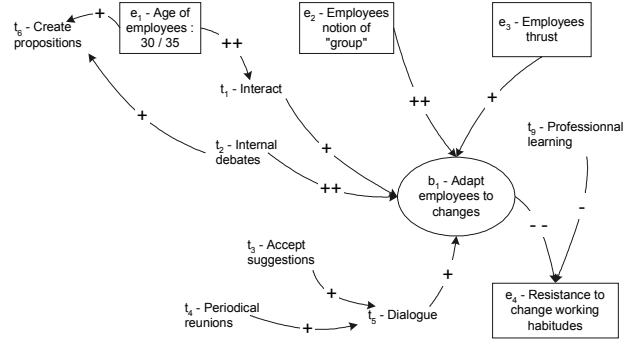 t6 - Create
propositions
+
e1 - Age of
employees :
30 / 35
++
e2 - Employees
notion of
"group"
e3 - Employees
thrust
t1 - Interact
++
+
+
t9 - Professionnal
learning
t2 - Internal
debates
+
++
b1 - Adapt
employees to
changes
- -
-
t3 - Accept
suggestions
+
+
t4 - Periodical
reunions
+
t5 - Dialogue
e4 - Resistance to
change working
habitudes